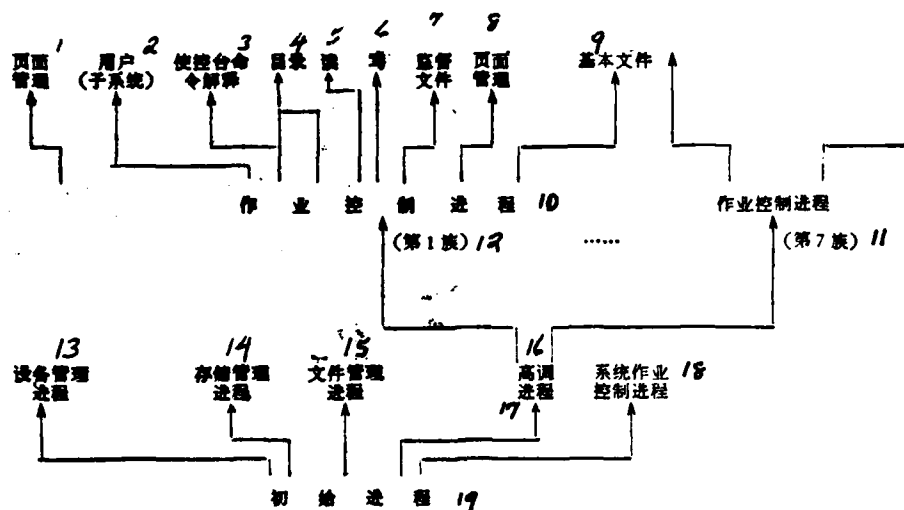 1 2 3 4 5 6 7 8 9
页面 用户 使控台命 目录 读 写 监督 页面 基本文件
管理 (子系统) 令解释 文件 管理
作业控制进程 10 作业控制进程
(第1族) 12 …… (第7族) 11
13 14 15 16
设备管理 存储管理 文件管理 高调 系统作业 18
进程 进程 进程 进程 控制进程
17
初始进程 19